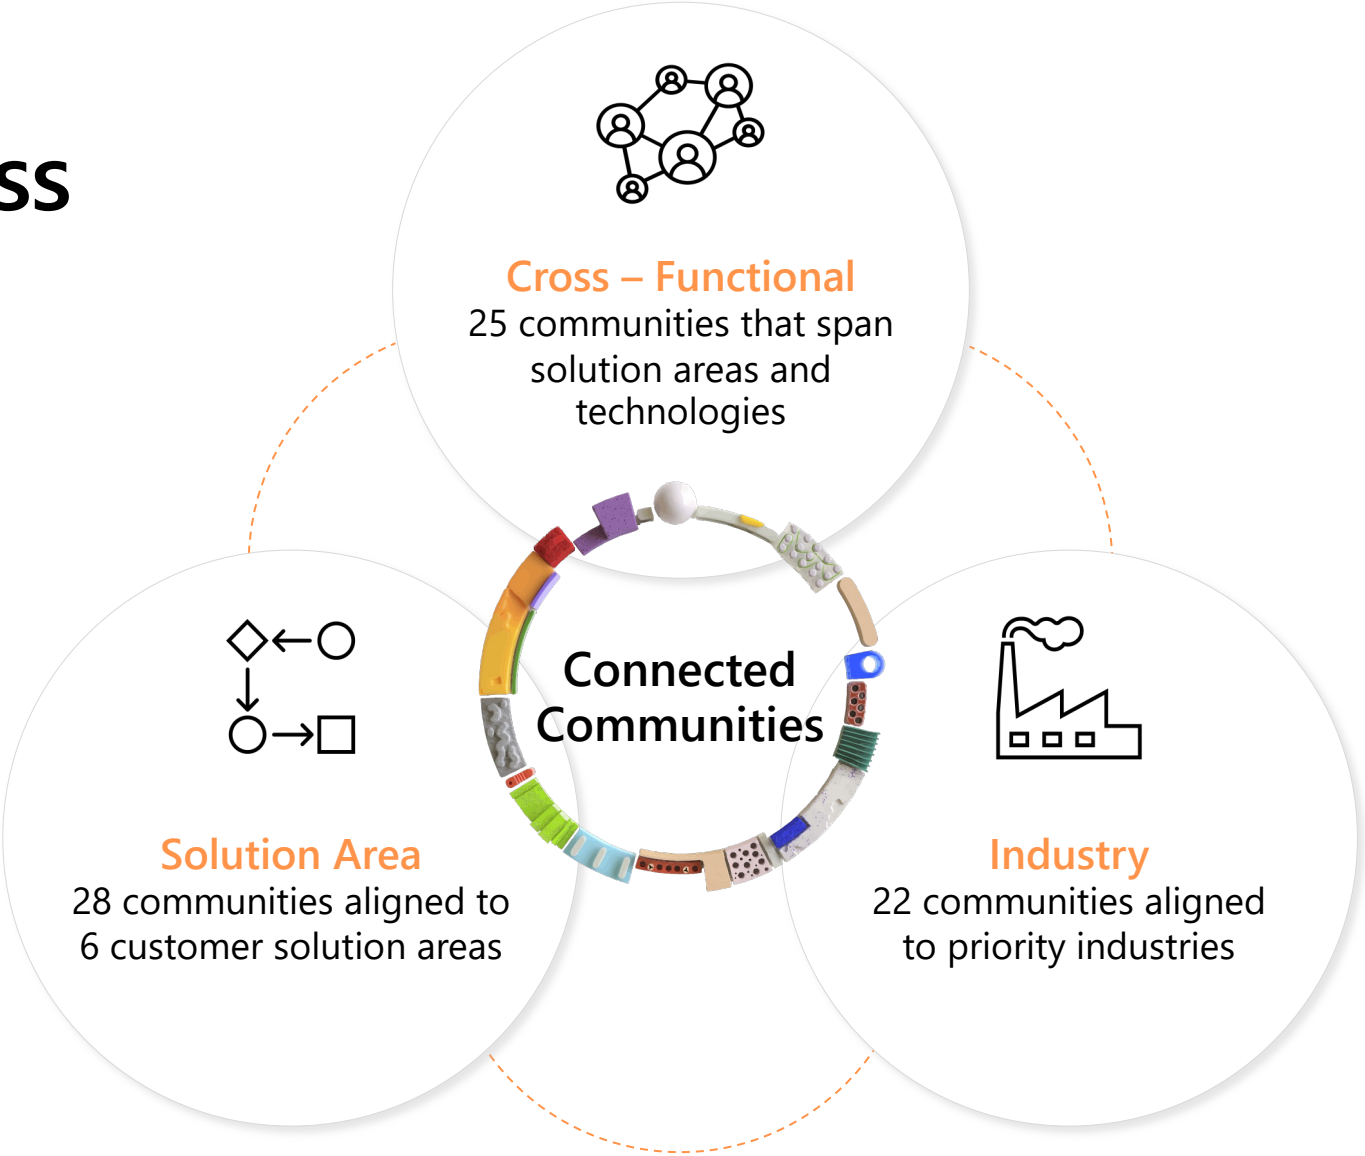 ss
Cross – Functional
25 communities that span
solution areas and
technologies
Connected
Communities
Solution Area
28 communities aligned to
6 customer solution areas
Industry
22 communities aligned
to priority industries